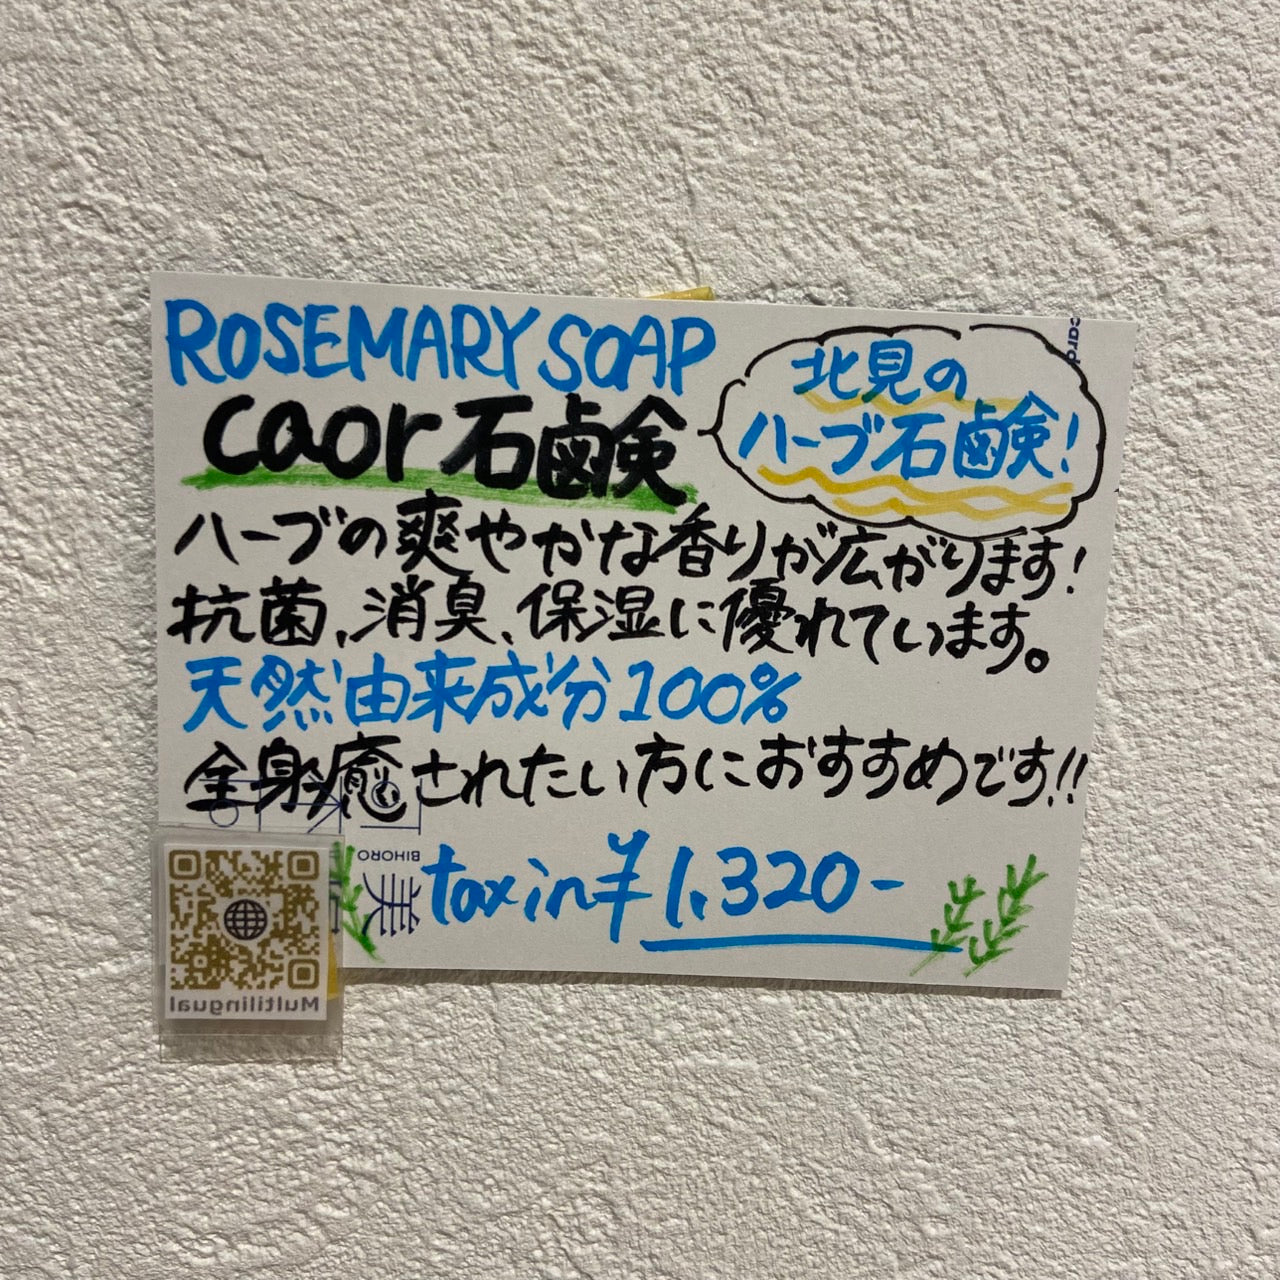 ROSEMARY SOAP
caor石鹸
北見の
ハーブ石鹸!
ハーブの爽やかな香りが広がります!
抗菌、消臭、保湿に優れています。
天然由来成分100%
全身癒されたい方におすすめです!!
tax in ¥1,320-
BIHORO
美
card
Multilingual